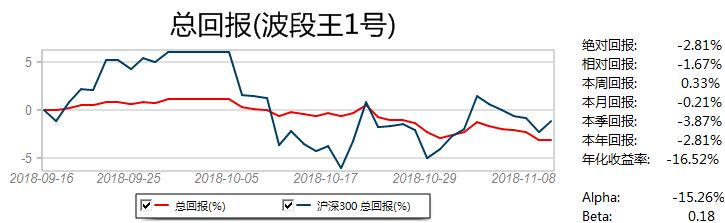 总回报(波段王1号)
5
0
-5
2018-09-16 2018-09-25 2018-10-05 2018-10-17 2018-10-29 2018-11-08
总回报(%) 沪深300 总回报(%)
绝对回报: -2.81%
相对回报: -1.67%
本周回报: 0.33%
本月回报: -0.21%
本季回报: -3.87%
本年回报: -2.81%
年化收益率: -16.52%
Alpha: -15.26%
Beta: 0.18